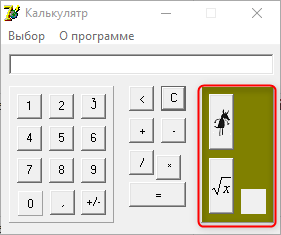 Калькулятр
Выбор О программе
< C
1 2 3
+ -
4 5 6
/ *
7 8 9
=
0 , +/-
√x